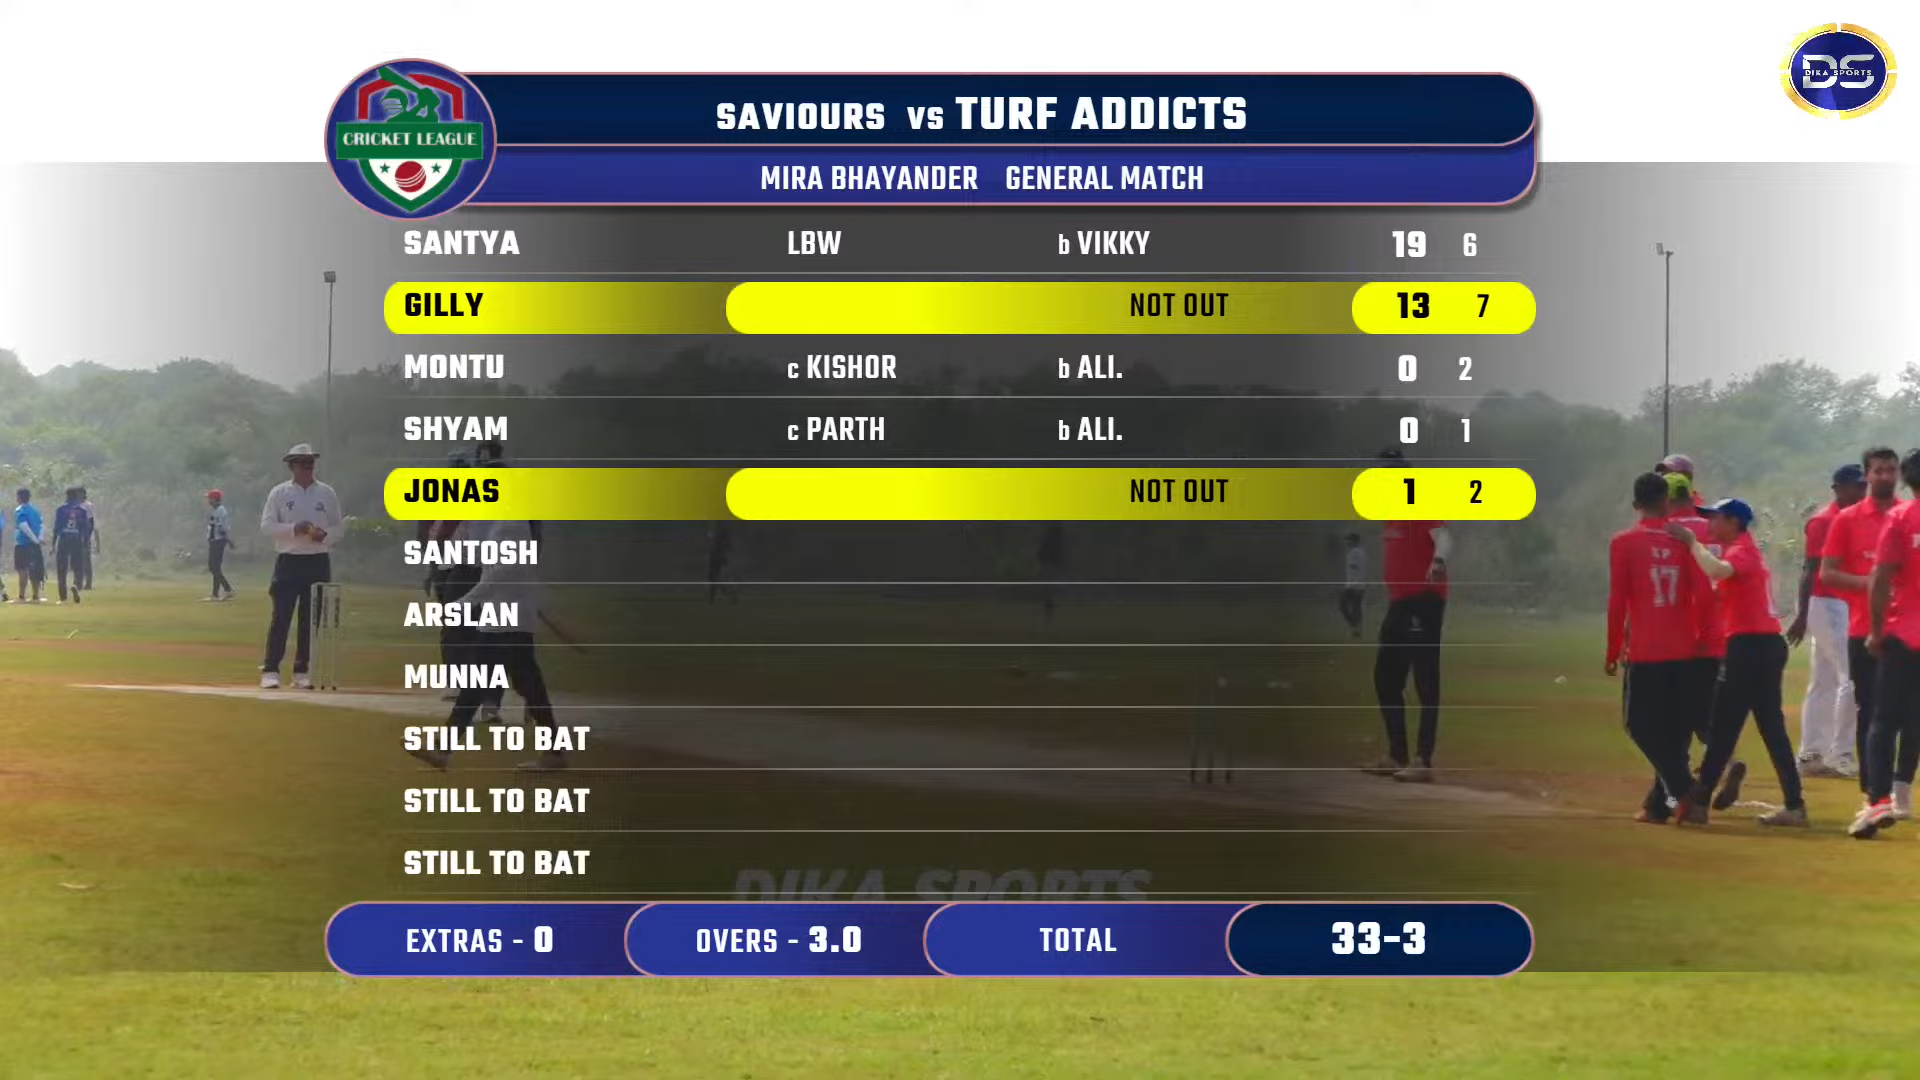 DS
DIKA SPORTS
CRICKET LEAGUE
SAVIOURS vs TURF ADDICTS
MIRA BHAYANDER GENERAL MATCH
SANTYA LBW b VIKKY 19 6
GILLY NOT OUT 13 7
MONTU c KISHOR b ALI. 0 2
SHYAM c PARTH b ALI. 0 1
JONAS NOT OUT 1 2
SANTOSH
ARSLAN
MUNNA
STILL TO BAT
STILL TO BAT
STILL TO BAT
DIKA SPORTS
EXTRAS - 0 OVERS - 3.0 TOTAL 33-3
KP
17